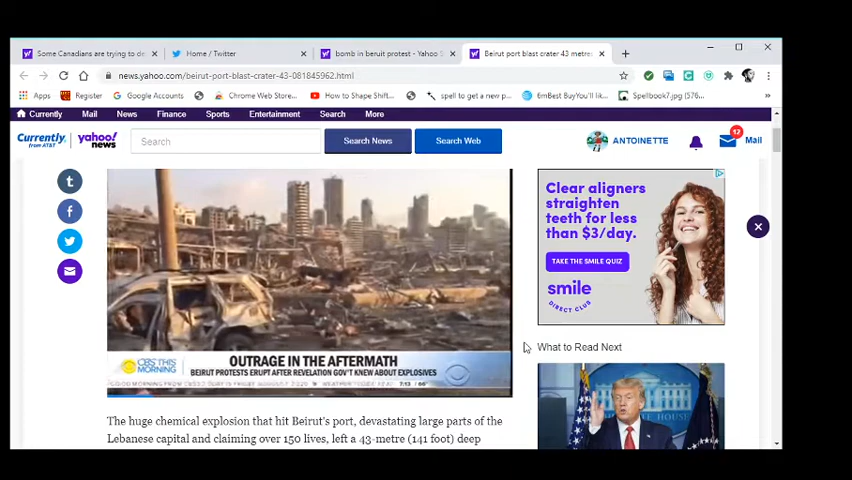 Some Canadians are trying to de
Home / Twitter
bomb in beruit protest - Yahoo
Beirut port blast crater 43 metres
news.yahoo.com/beirut-port-blast-crater-43-081845962.html
Apps
Register
Google Accounts
Chrome Web Store...
How to Shape Shift...
spell to get a new p...
6mBest BuyYou'll lik...
Spellbook7.jpg (576...
Currently
Mail
News
Finance
Sports
Entertainment
Search
More
Currently
from AT&T
yahoo!
news
Search
Search News
Search Web
ANTOINETTE
12
Mail
CBS THIS
MORNING
OUTRAGE IN THE AFTERMATH
BEIRUT PROTESTS ERUPT AFTER REVELATION GOV'T KNEW ABOUT EXPLOSIVES
7:13 66°
The huge chemical explosion that hit Beirut's port, devastating large parts of the
Lebanese capital and claiming over 150 lives, left a 43-metre (141 foot) deep
Clear aligners
straighten
teeth for less
than $3/day.
TAKE THE SMILE QUIZ
smile
DIRECT CLUB
What to Read Next